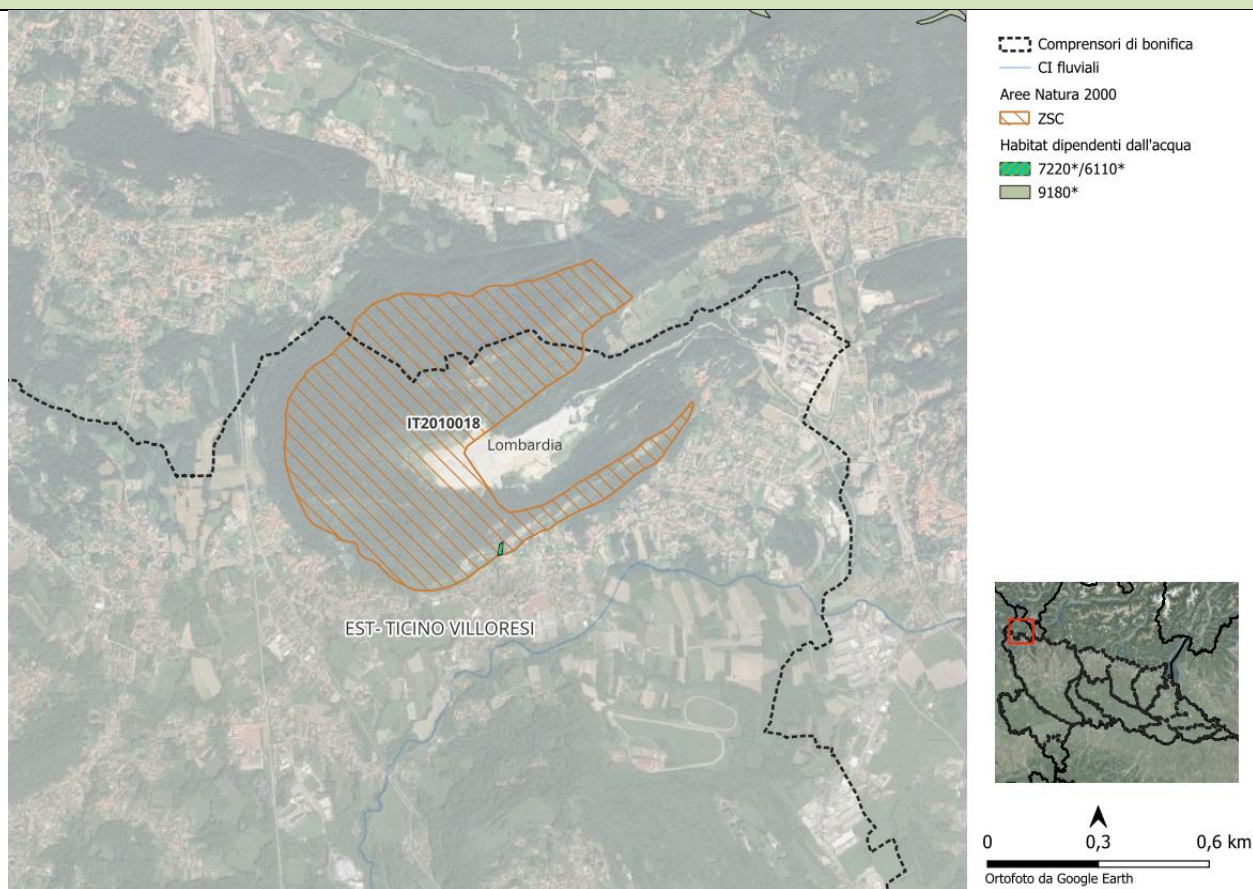 Comprensori di bonifica
CI fluviali
Aree Natura 2000
ZSC
Habitat dipendenti dall'acqua
7220*/6110*
9180*
IT2010018
Lombardia
EST- TICINO VILLORESI
0 0,3 0,6 km
Ortofoto da Google Earth